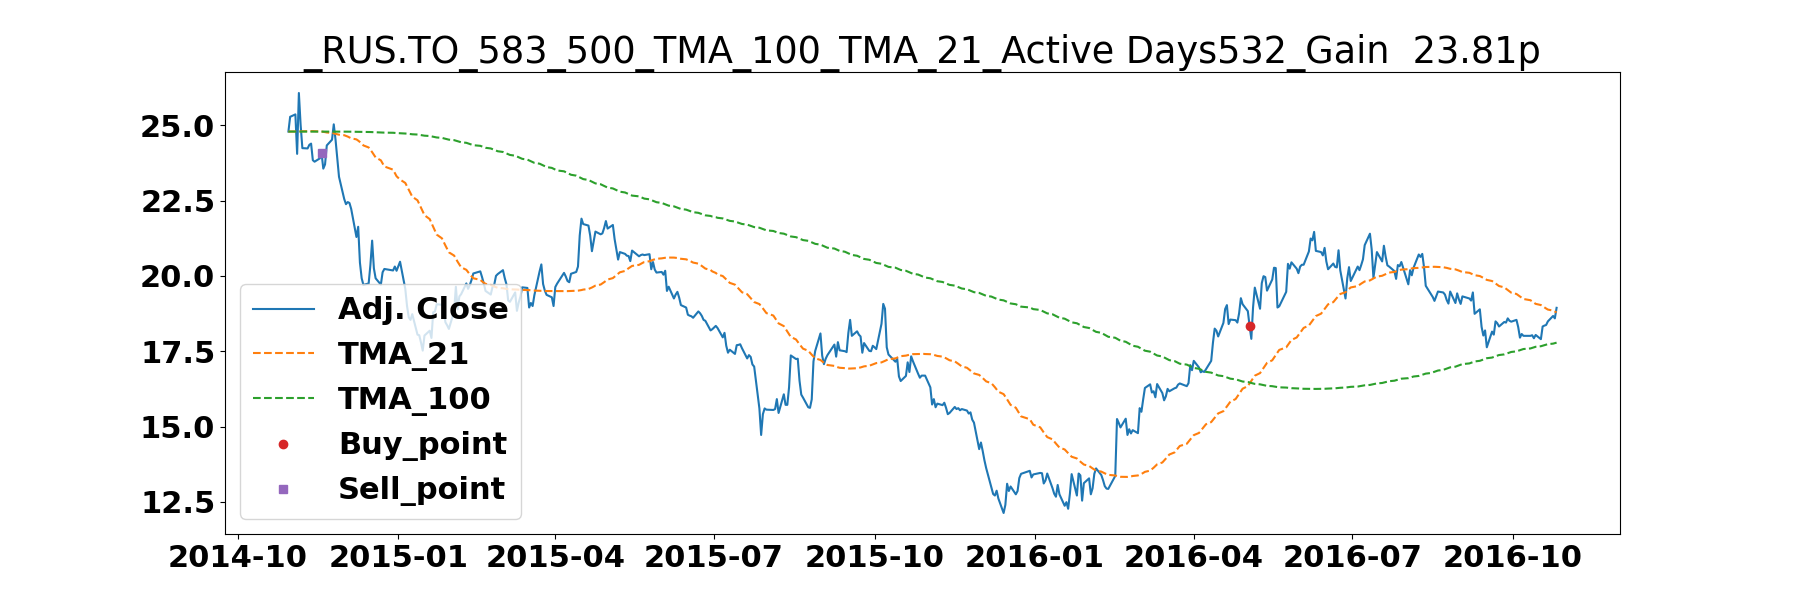 _RUS.TO_583_500_TMA_100_TMA_21_Active Days532_Gain  23.81p
25.0
22.5
20.0
17.5
15.0
12.5
Adj. Close
TMA_21
TMA_100
Buy_point
Sell_point
2014-10 2015-01 2015-04 2015-07 2015-10 2016-01 2016-04 2016-07 2016-10